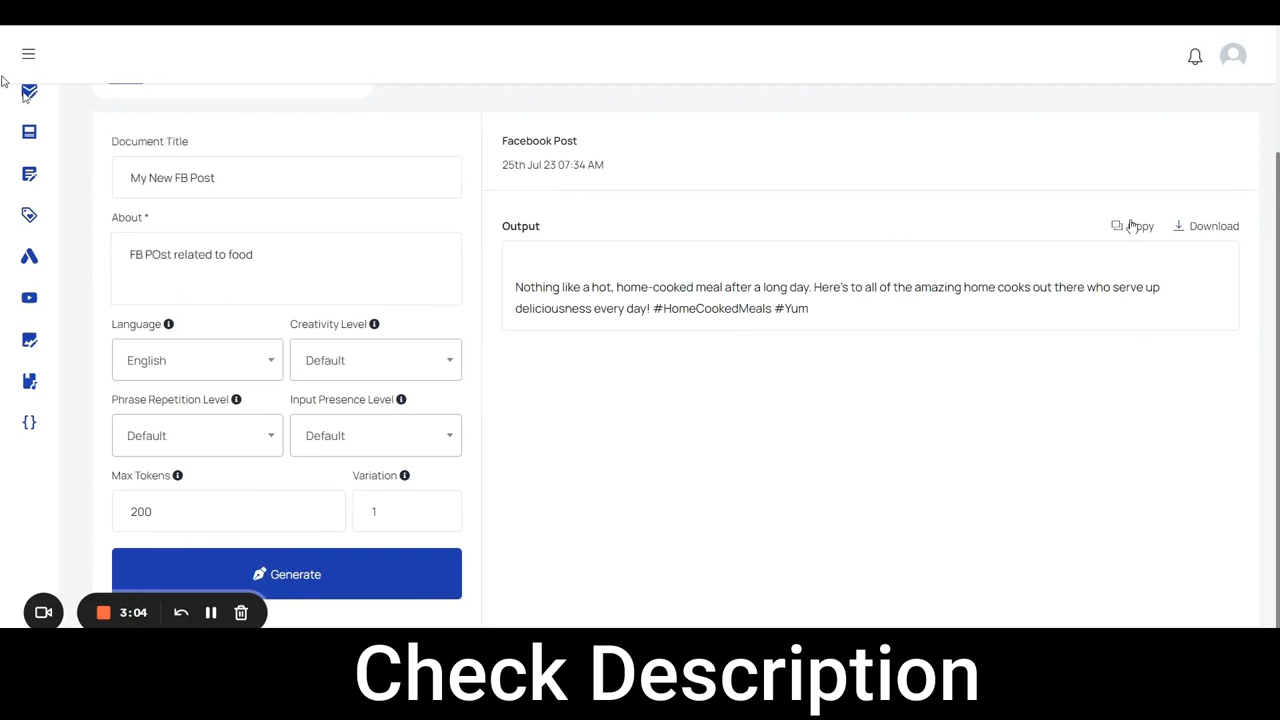 Document Title
My New FB Post
About *
FB POst related to food
Language
Creativity Level
English
Default
Phrase Repetition Level
Input Presence Level
Default
Default
Max Tokens
Variation
200
1
Generate
3:04
Facebook Post
25th Jul 23 07:34 AM
Output
Download
Nothing like a hot, home-cooked meal after a long day. Here's to all of the amazing home cooks out there who serve up
deliciousness every day! #HomeCookedMeals #Yum
Check Description